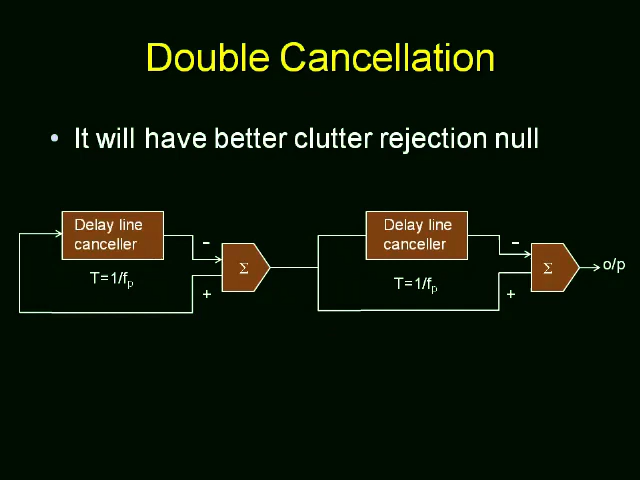 Double Cancellation
• It will have better clutter rejection null
Delay line
canceller
T=1/fp
-
+
Σ
Delay line
canceller
T=1/fp
-
+
Σ
o/p